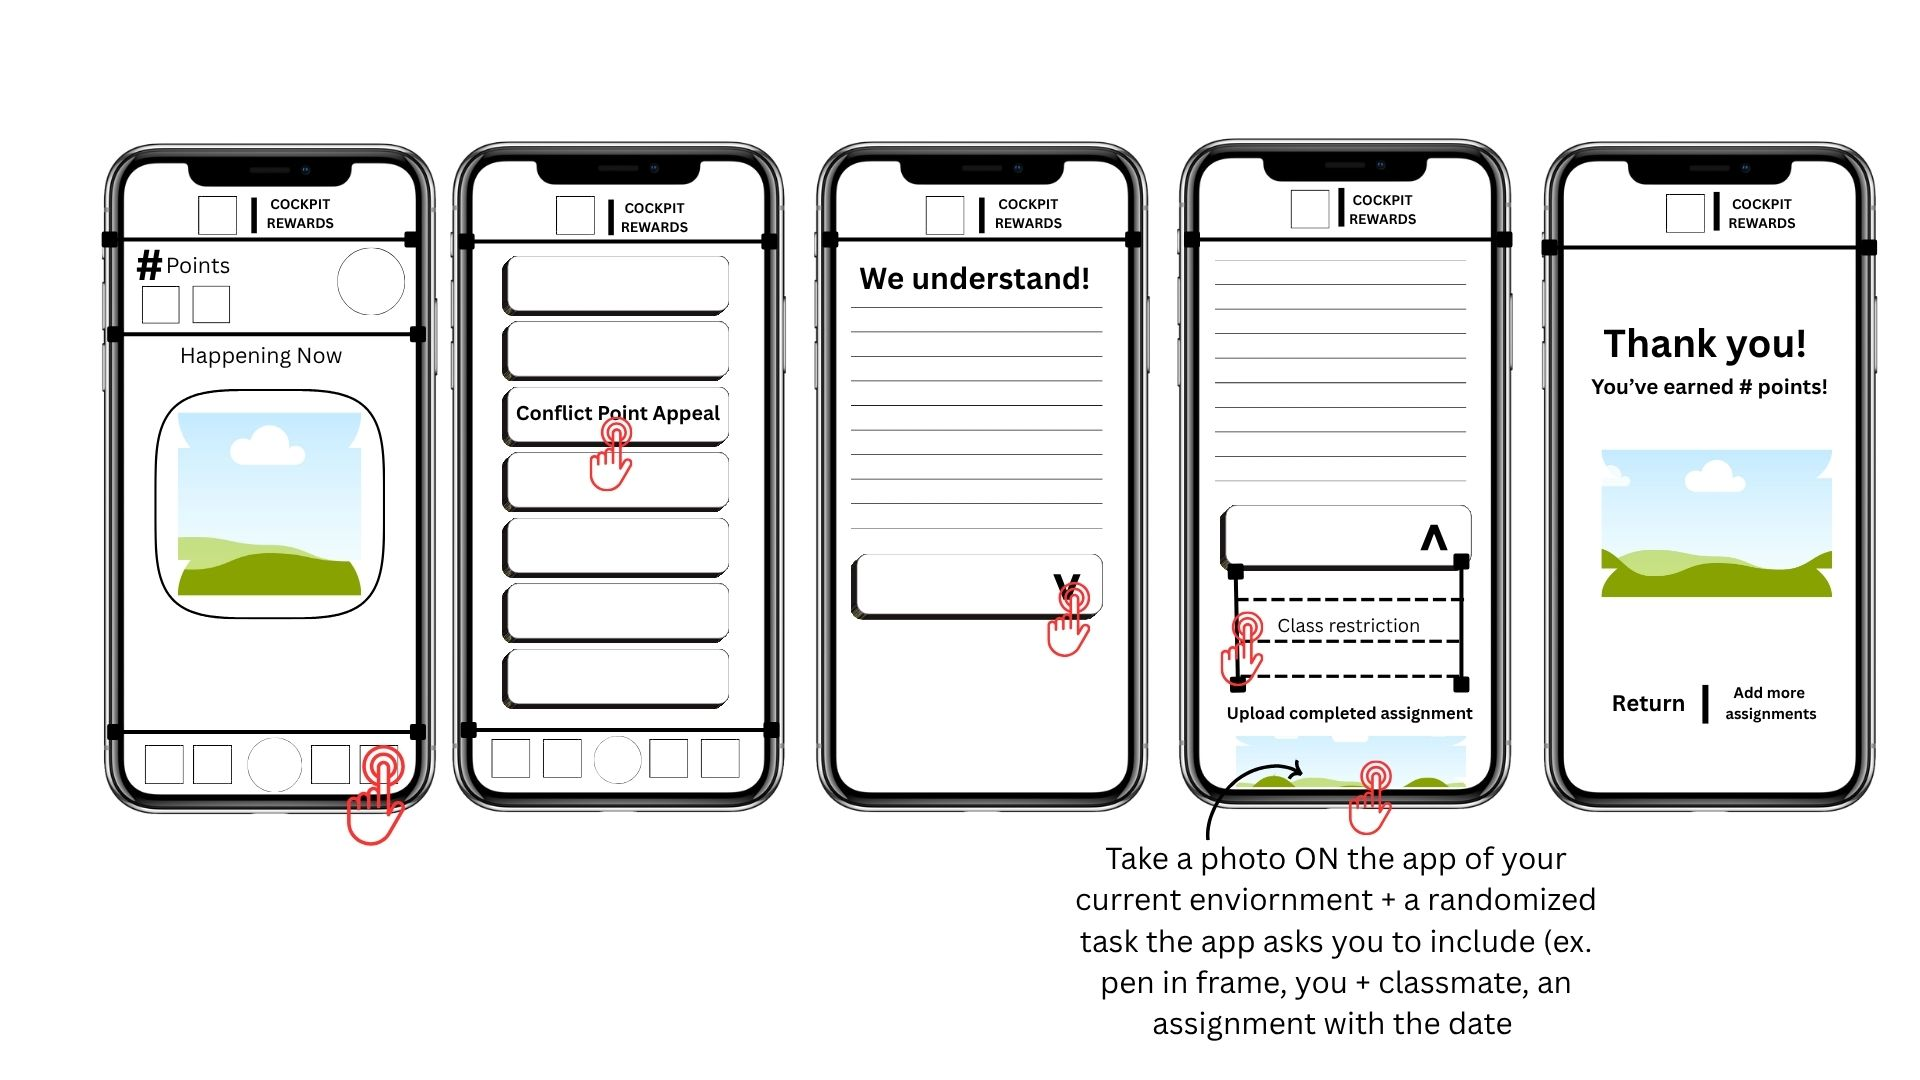 COCKPIT
REWARDS
# Points
Happening Now
COCKPIT
REWARDS
Conflict Point Appeal
COCKPIT
REWARDS
We understand!
V
COCKPIT
REWARDS
Λ
Class restriction
Upload completed assignment
Take a photo ON the app of your
current enviornment + a randomized
task the app asks you to include (ex.
pen in frame, you + classmate, an
assignment with the date
COCKPIT
REWARDS
Thank you!
You’ve earned # points!
Return
Add more
assignments